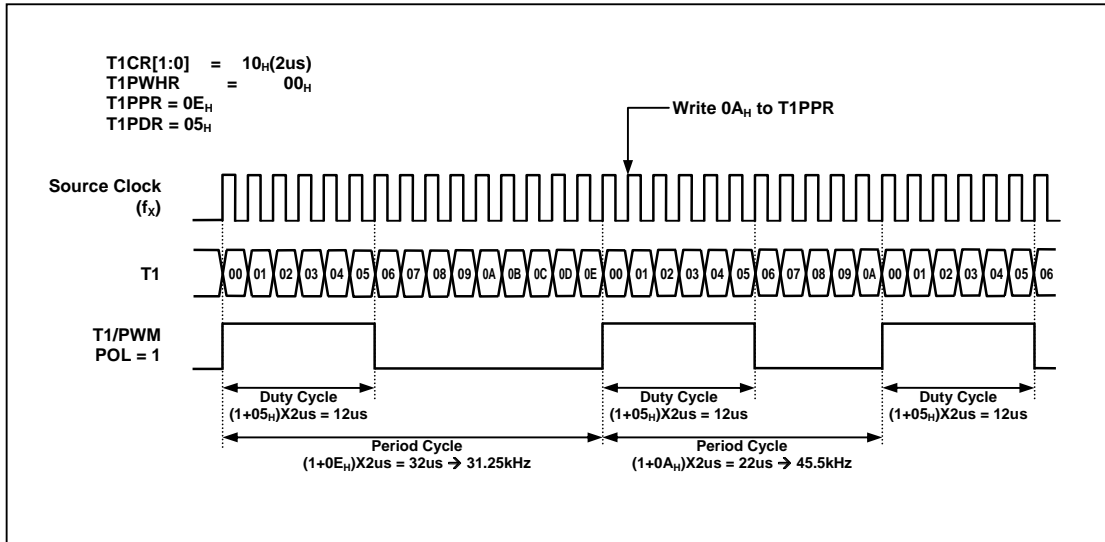 T1CR[1:0] = 10H(2us)
T1PWHR = 00H
T1PPR = 0EH
T1PDR = 05H
Write 0AH to T1PPR
Source Clock
(fX)
T1
00 01 02 03 04 05 06 07 08 09 0A 0B 0C 0D 0E 00 01 02 03 04 05 06 07 08 09 0A 00 01 02 03 04 05 06
T1/PWM
POL = 1
Duty Cycle
(1+05H)X2us = 12us
Duty Cycle
(1+05H)X2us = 12us
Duty Cycle
(1+05H)X2us = 12us
Period Cycle
(1+0EH)X2us = 32us → 31.25kHz
Period Cycle
(1+0AH)X2us = 22us → 45.5kHz